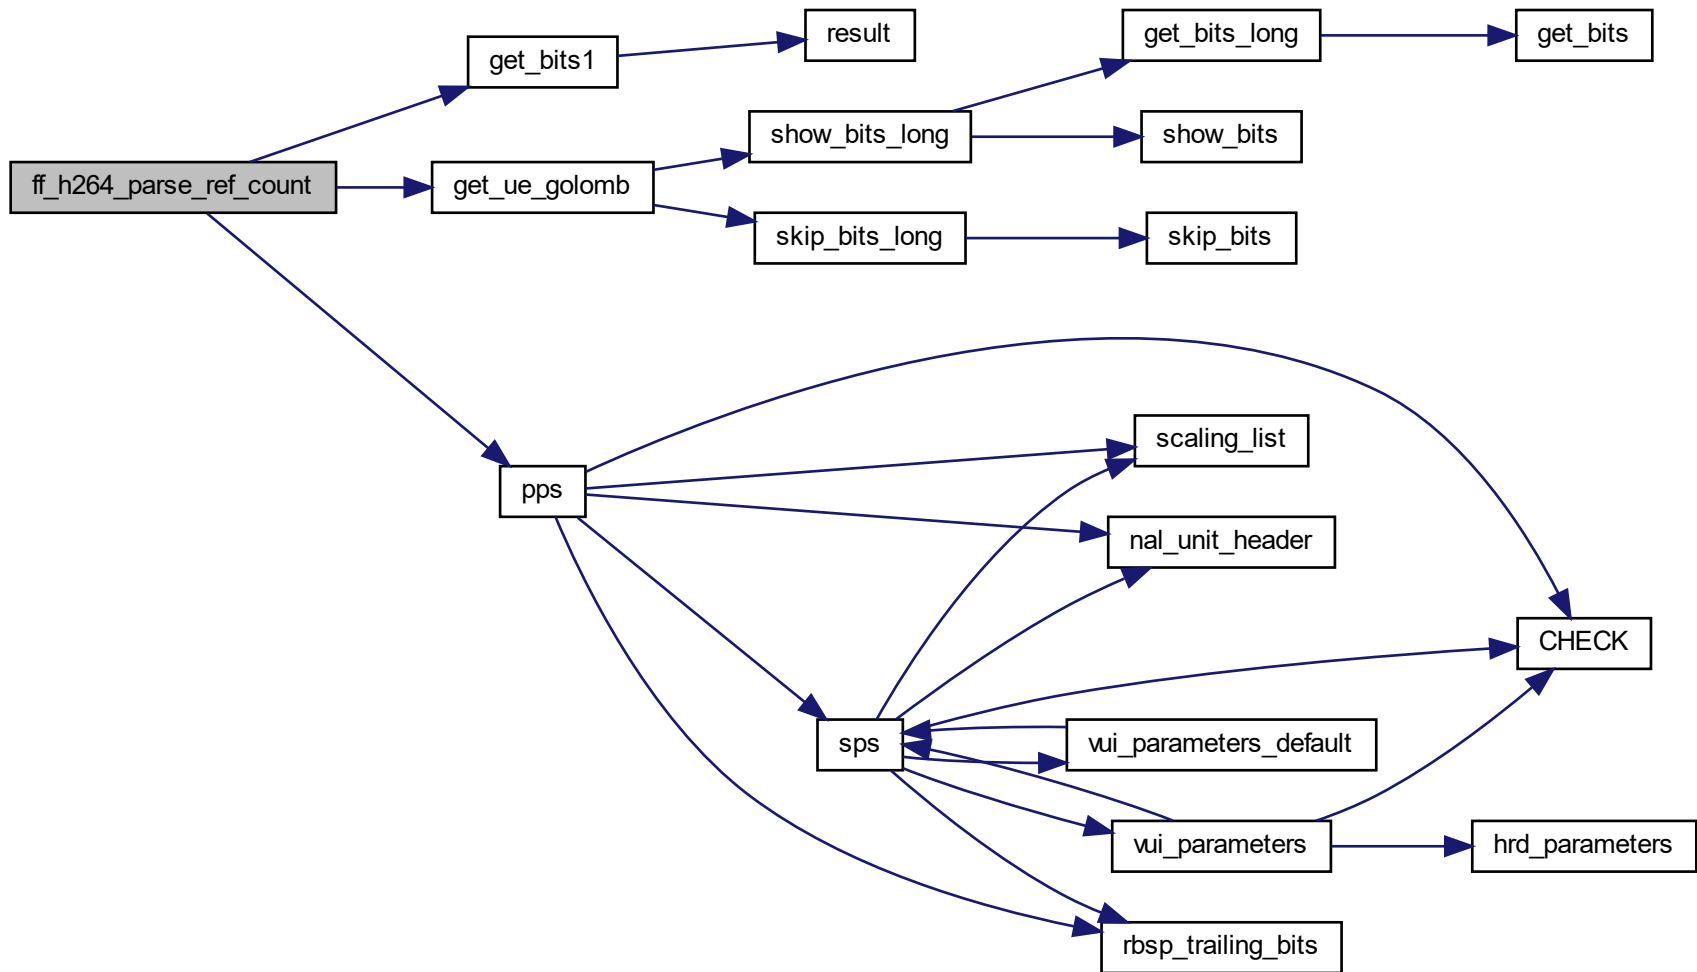 result
get_bits_long
get_bits
get_bits1
show_bits_long
show_bits
ff_h264_parse_ref_count
get_ue_golomb
skip_bits_long
skip_bits
scaling_list
pps
nal_unit_header
CHECK
sps
vui_parameters_default
vui_parameters
hrd_parameters
rbsp_trailing_bits